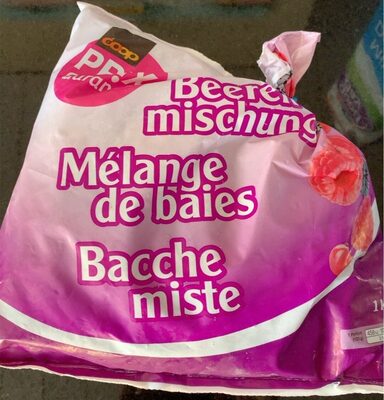 coop
Beeren
mischung
Mélange
de baies
Bacche
miste